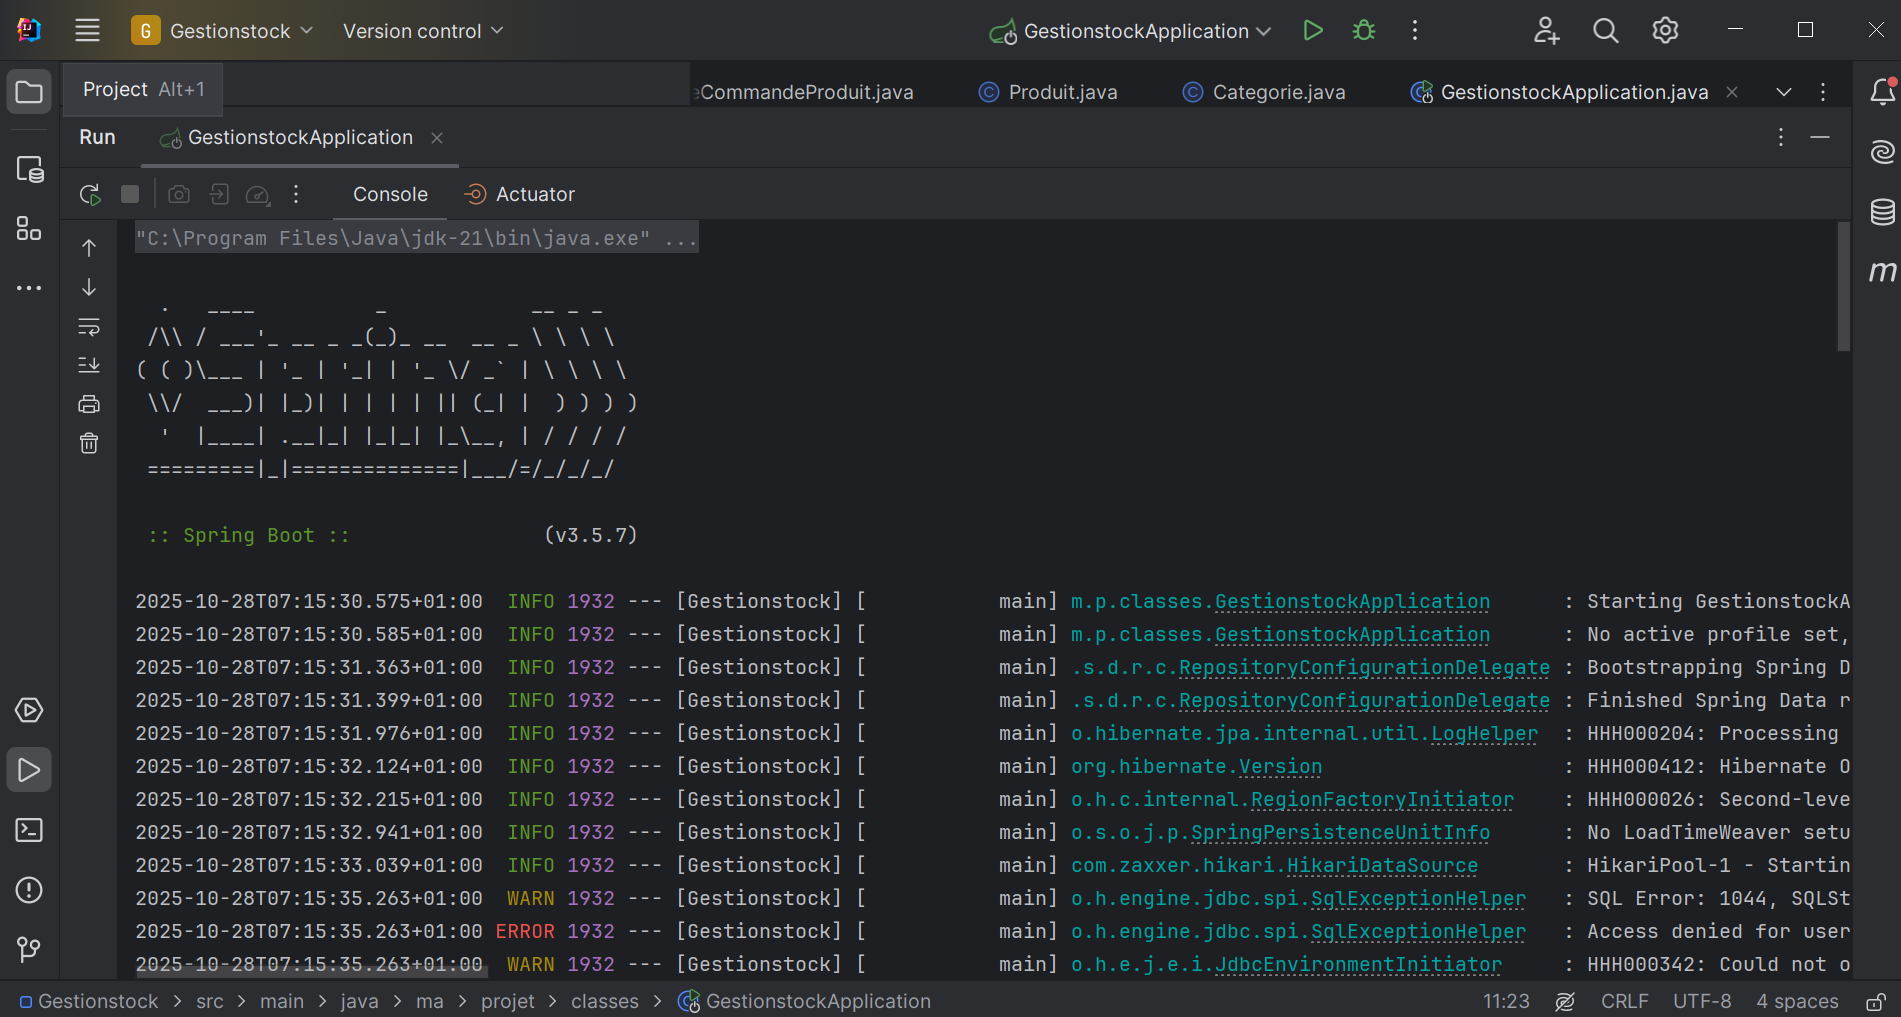 G Gestionstock Version control GestionstockApplication
Project Alt+1 CommandeProduit.java Produit.java Categorie.java GestionstockApplication.java
Run GestionstockApplication
Console Actuator
"C:\Program Files\Java\jdk-21\bin\java.exe" ...
  .   ____          _            __ _ _
 /\\ / ___'_ __ _ _(_)_ __  __ _ \ \ \ \
( ( )\___ | '_ | '_| | '_ \/ _` | \ \ \ \
 \\/  ___)| |_)| | | | | || (_| |  ) ) ) )
  '  |____| .__|_| |_|_| |_\__, | / / / /
 =========|_|==============|___/=/_/_/_/
:: Spring Boot ::                (v3.5.7)
2025-10-28T07:15:30.575+01:00  INFO 1932 --- [Gestionstock] [           main] m.p.classes.GestionstockApplication      : Starting GestionstockA
2025-10-28T07:15:30.585+01:00  INFO 1932 --- [Gestionstock] [           main] m.p.classes.GestionstockApplication      : No active profile set,
2025-10-28T07:15:31.363+01:00  INFO 1932 --- [Gestionstock] [           main] .s.d.r.c.RepositoryConfigurationDelegate : Bootstrapping Spring D
2025-10-28T07:15:31.399+01:00  INFO 1932 --- [Gestionstock] [           main] .s.d.r.c.RepositoryConfigurationDelegate : Finished Spring Data r
2025-10-28T07:15:31.976+01:00  INFO 1932 --- [Gestionstock] [           main] o.hibernate.jpa.internal.util.LogHelper  : HHH000204: Processing
2025-10-28T07:15:32.124+01:00  INFO 1932 --- [Gestionstock] [           main] org.hibernate.Version                    : HHH000412: Hibernate O
2025-10-28T07:15:32.215+01:00  INFO 1932 --- [Gestionstock] [           main] o.h.c.internal.RegionFactoryInitiator    : HHH000026: Second-leve
2025-10-28T07:15:32.941+01:00  INFO 1932 --- [Gestionstock] [           main] o.s.o.j.p.SpringPersistenceUnitInfo      : No LoadTimeWeaver setu
2025-10-28T07:15:33.039+01:00  INFO 1932 --- [Gestionstock] [           main] com.zaxxer.hikari.HikariDataSource       : HikariPool-1 - Startin
2025-10-28T07:15:35.263+01:00  WARN 1932 --- [Gestionstock] [           main] o.h.engine.jdbc.spi.SqlExceptionHelper   : SQL Error: 1044, SQLSt
2025-10-28T07:15:35.263+01:00 ERROR 1932 --- [Gestionstock] [           main] o.h.engine.jdbc.spi.SqlExceptionHelper   : Access denied for user
2025-10-28T07:15:35.263+01:00  WARN 1932 --- [Gestionstock] [           main] o.h.e.j.e.i.JdbcEnvironmentInitiator     : HHH000342: Could not o
Gestionstock > src > main > java > ma > projet > classes > GestionstockApplication 11:23 CRLF UTF-8 4 spaces